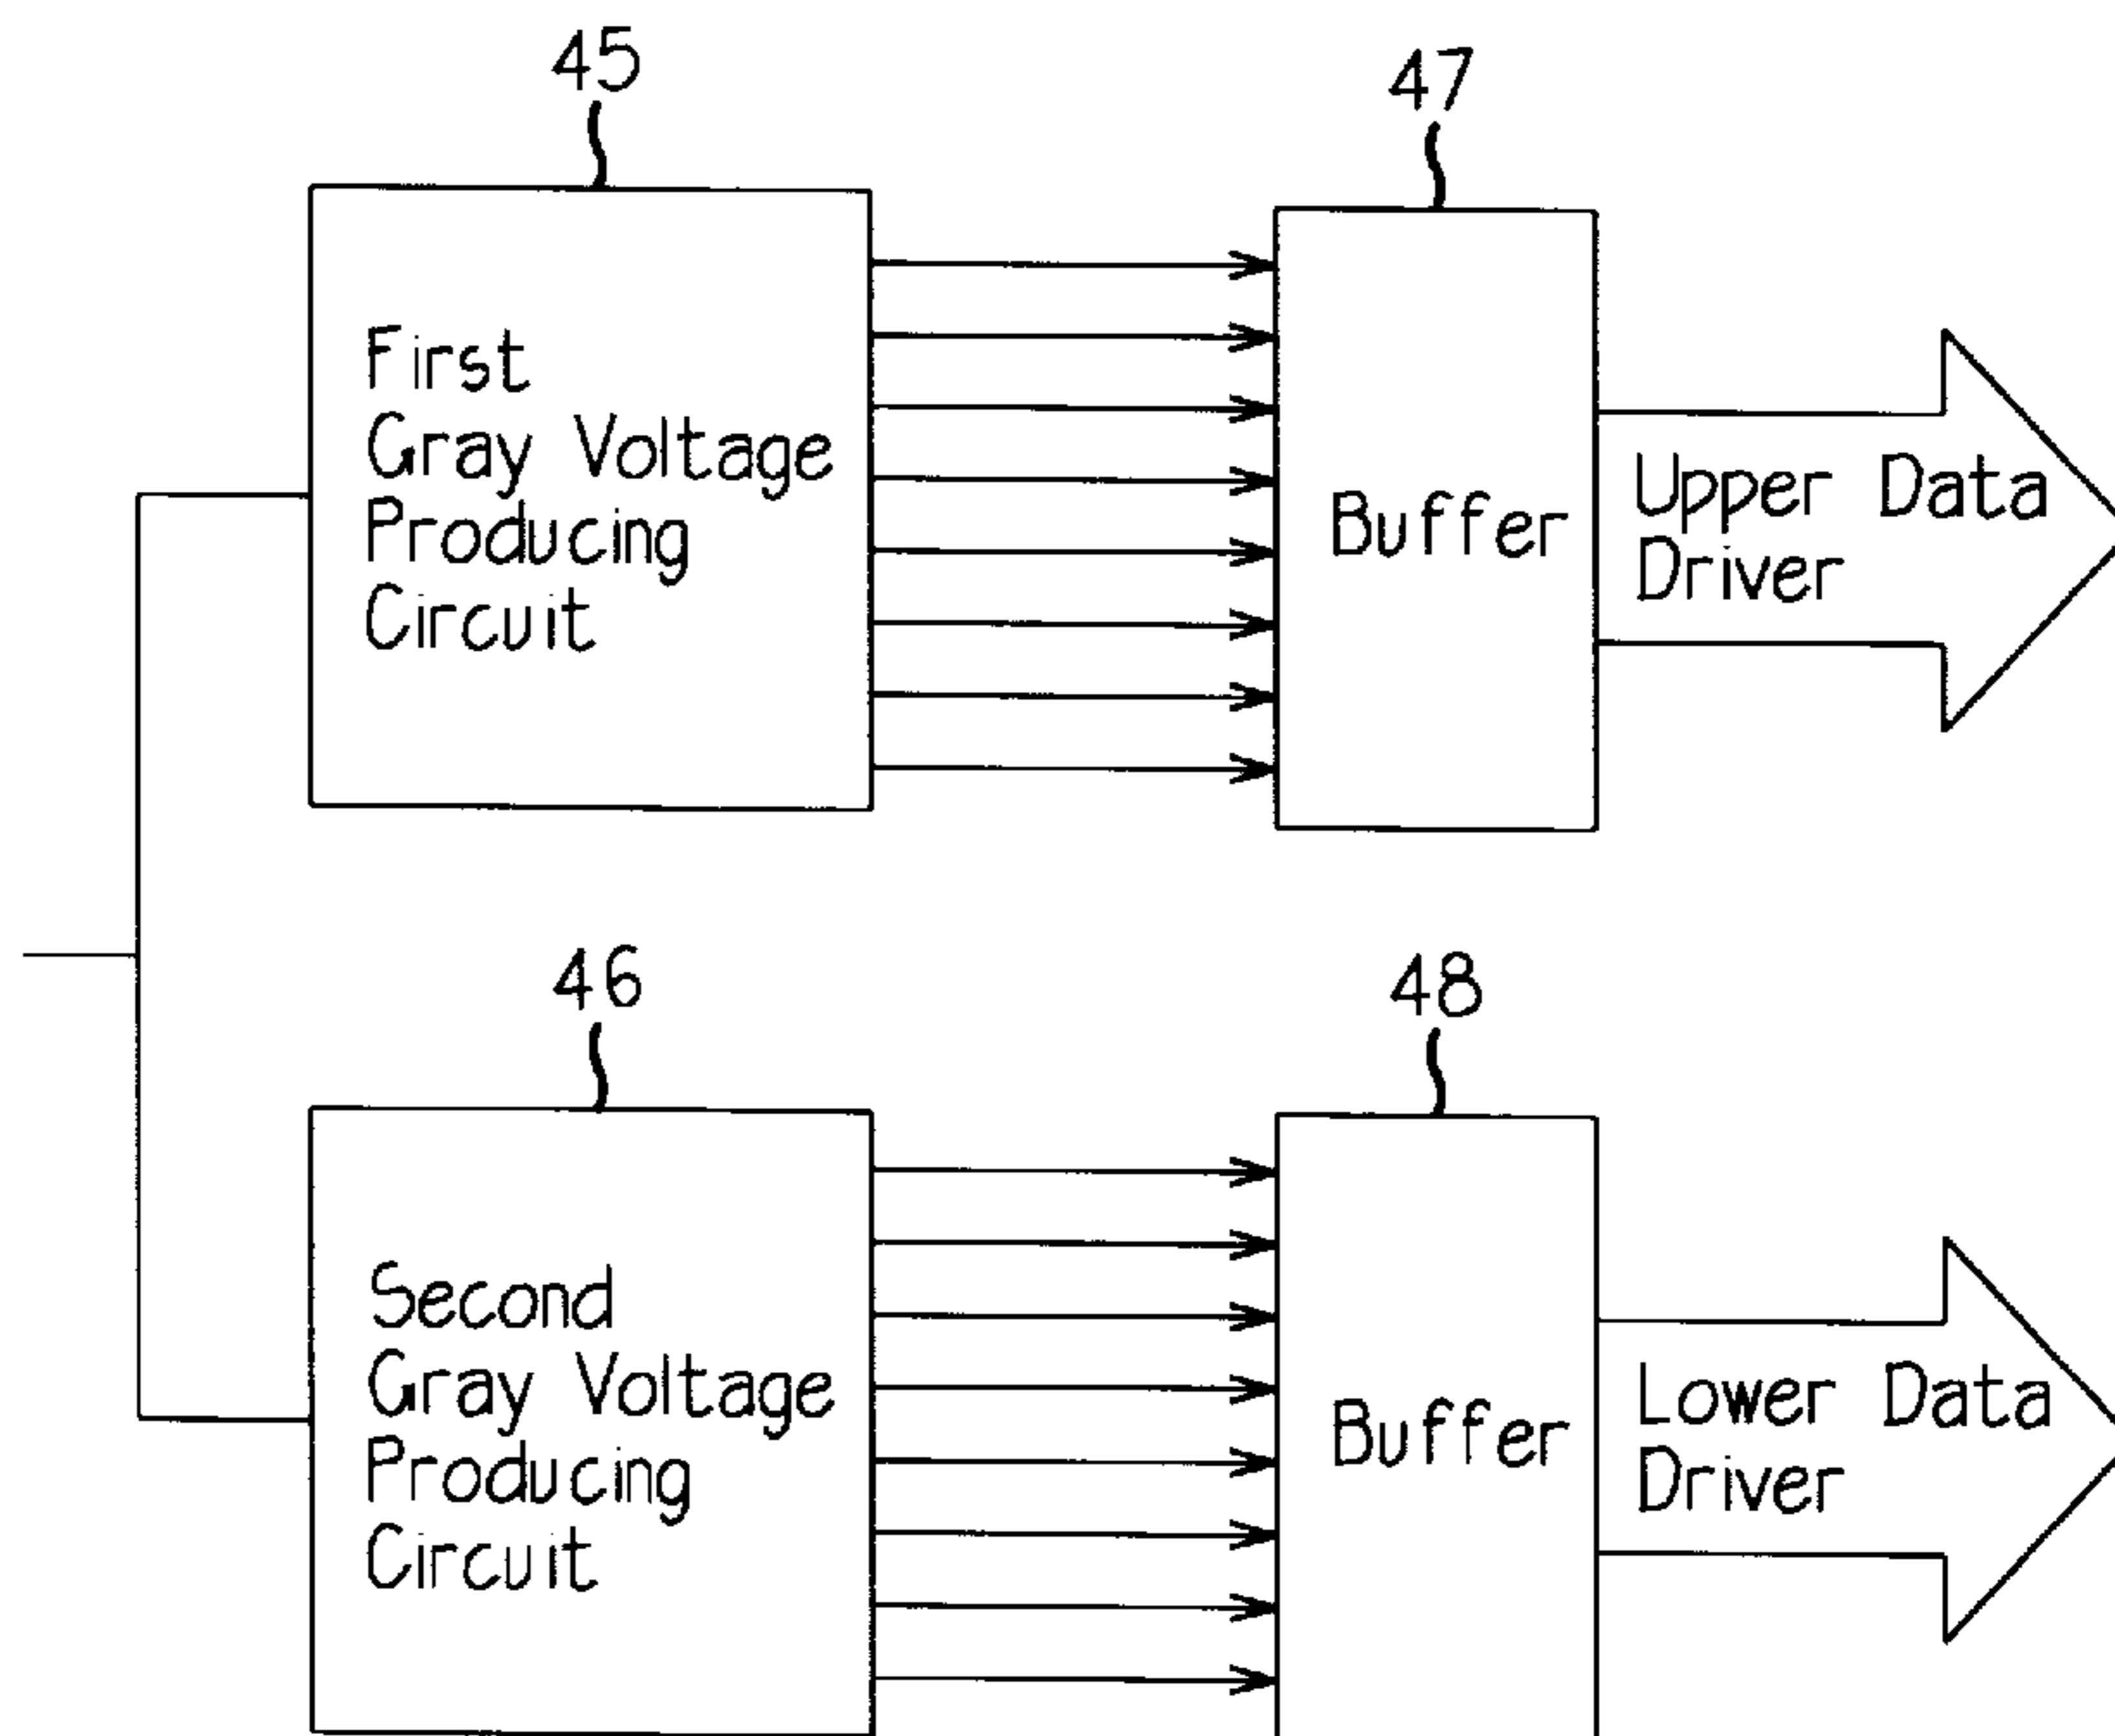 45
47
First
Gray Voltage
Producing
Circuit
Buffer
Upper Data
Driver
46
48
Second
Gray Voltage
Producing
Circuit
Buffer
Lower Data
Driver